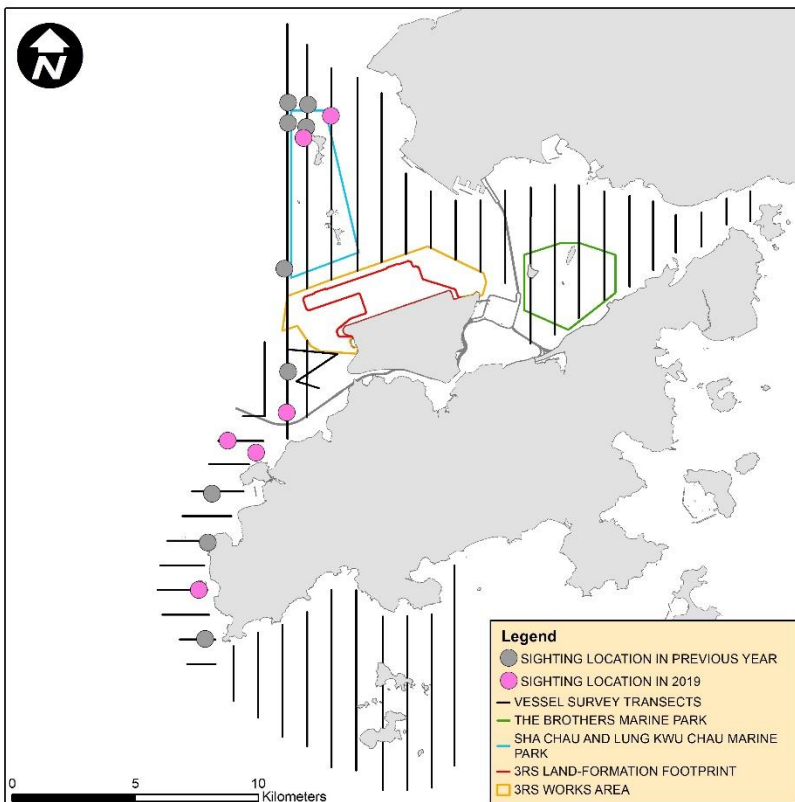 N
Legend
SIGHTING LOCATION IN PREVIOUS YEAR
SIGHTING LOCATION IN 2019
VESSEL SURVEY TRANSECTS
THE BROTHERS MARINE PARK
SHA CHAU AND LUNG KWU CHAU MARINE
PARK
3RS LAND-FORMATION FOOTPRINT
3RS WORKS AREA
0 5 10
Kilometers